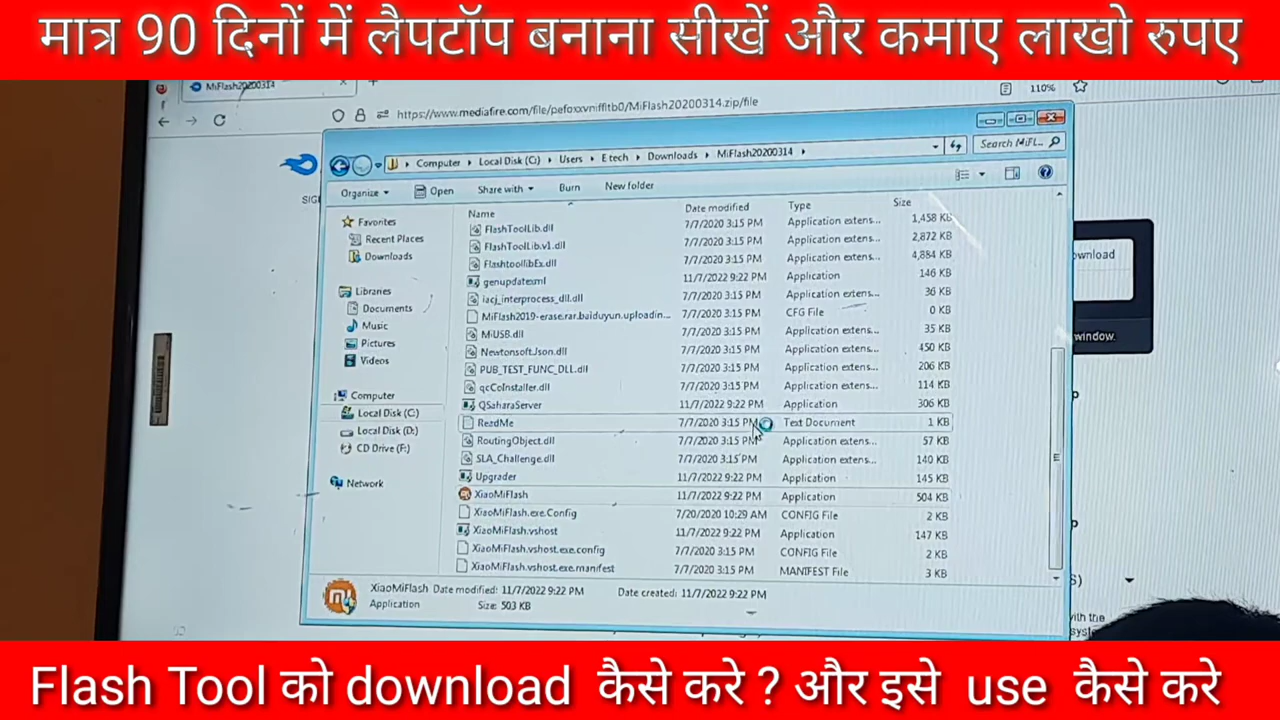 मात्र 90 दिनों में लैपटॉप बनाना सीखें और कमाए लाखो रुपए
MiFlash20200314
110%
https://www.mediafire.com/file/pefoxxvniffitb0/MiFlash20200314.zip/file
Computer Local Disk (C:) Users E tech Downloads MiFlash20200314
Search MiFl...
Organize Open Share with Burn New folder
Name Date modified Type Size
Favorites
Recent Places
Downloads
Libraries
Documents
Music
Pictures
Videos
Computer
Local Disk (C:)
Local Disk (D:)
CD Drive (F:)
Network
FlashToolLib.dll 7/7/2020 3:15 PM Application extens... 1,458 KB
FlashToolLib.v1.dll 7/7/2020 3:15 PM Application extens... 2,872 KB
FlashtoollibEx.dll 7/7/2020 3:15 PM Application extens... 4,884 KB
genupdatexml 11/7/2022 9:22 PM Application 146 KB
iacj_interprocess_dll.dll 7/7/2020 3:15 PM Application extens... 36 KB
MiFlash2019-erase.rar.baiduyun.uploadin... 7/7/2020 3:15 PM CFG File 0 KB
MiUSB.dll 7/7/2020 3:15 PM Application extens... 35 KB
Newtonsoft.Json.dll 7/7/2020 3:15 PM Application extens... 450 KB
PUB_TEST_FUNC_DLL.dll 7/7/2020 3:15 PM Application extens... 206 KB
qcCoInstaller.dll 7/7/2020 3:15 PM Application extens... 114 KB
QSaharaServer 11/7/2022 9:22 PM Application 306 KB
ReadMe 7/7/2020 3:15 PM Text Document 1 KB
RoutingObject.dll 7/7/2020 3:15 PM Application extens... 57 KB
SLA_Challenge.dll 7/7/2020 3:15 PM Application extens... 140 KB
Upgrader 11/7/2022 9:22 PM Application 145 KB
XiaoMiFlash 11/7/2022 9:22 PM Application 504 KB
XiaoMiFlash.exe.Config 7/20/2020 10:29 AM CONFIG File 2 KB
XiaoMiFlash.vshost 11/7/2022 9:22 PM Application 147 KB
XiaoMiFlash.vshost.exe.config 7/7/2020 3:15 PM CONFIG File 2 KB
XiaoMiFlash.vshost.exe.manifest 7/7/2020 3:15 PM MANIFEST File 3 KB
XiaoMiFlash Date modified: 11/7/2022 9:22 PM Date created: 11/7/2022 9:22 PM
Application Size: 503 KB
window.
Flash Tool को download कैसे करे ? और इसे use कैसे करे